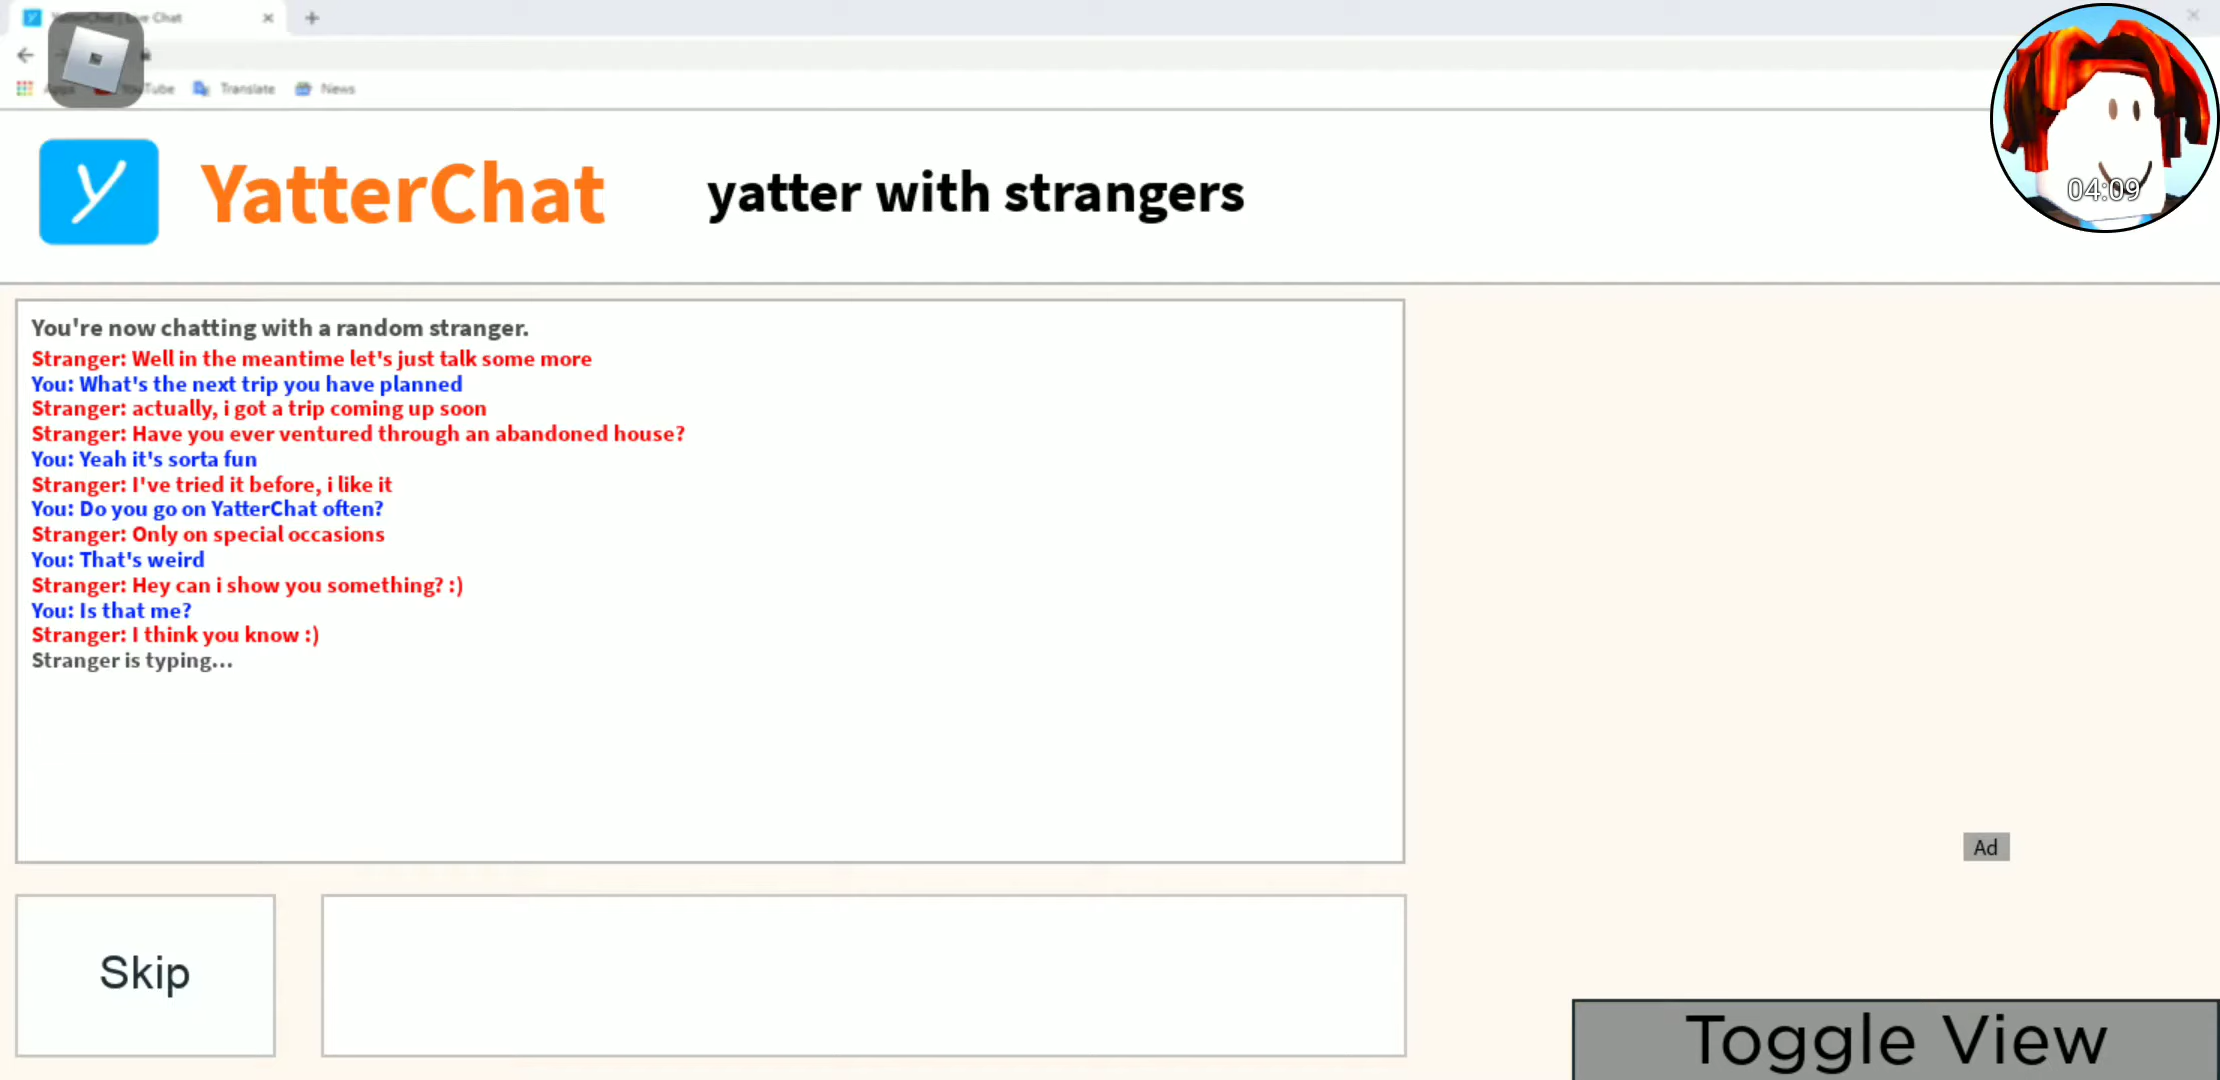 Live Chat
YouTube
Translate
News
y
YatterChat
yatter with strangers
04:09
You're now chatting with a random stranger.
Stranger: Well in the meantime let's just talk some more
You: What's the next trip you have planned
Stranger: actually, i got a trip coming up soon
Stranger: Have you ever ventured through an abandoned house?
You: Yeah it's sorta fun
Stranger: I've tried it before, i like it
You: Do you go on YatterChat often?
Stranger: Only on special occasions
You: That's weird
Stranger: Hey can i show you something? :)
You: Is that me?
Stranger: I think you know :)
Stranger is typing...
Ad
Skip
Toggle View